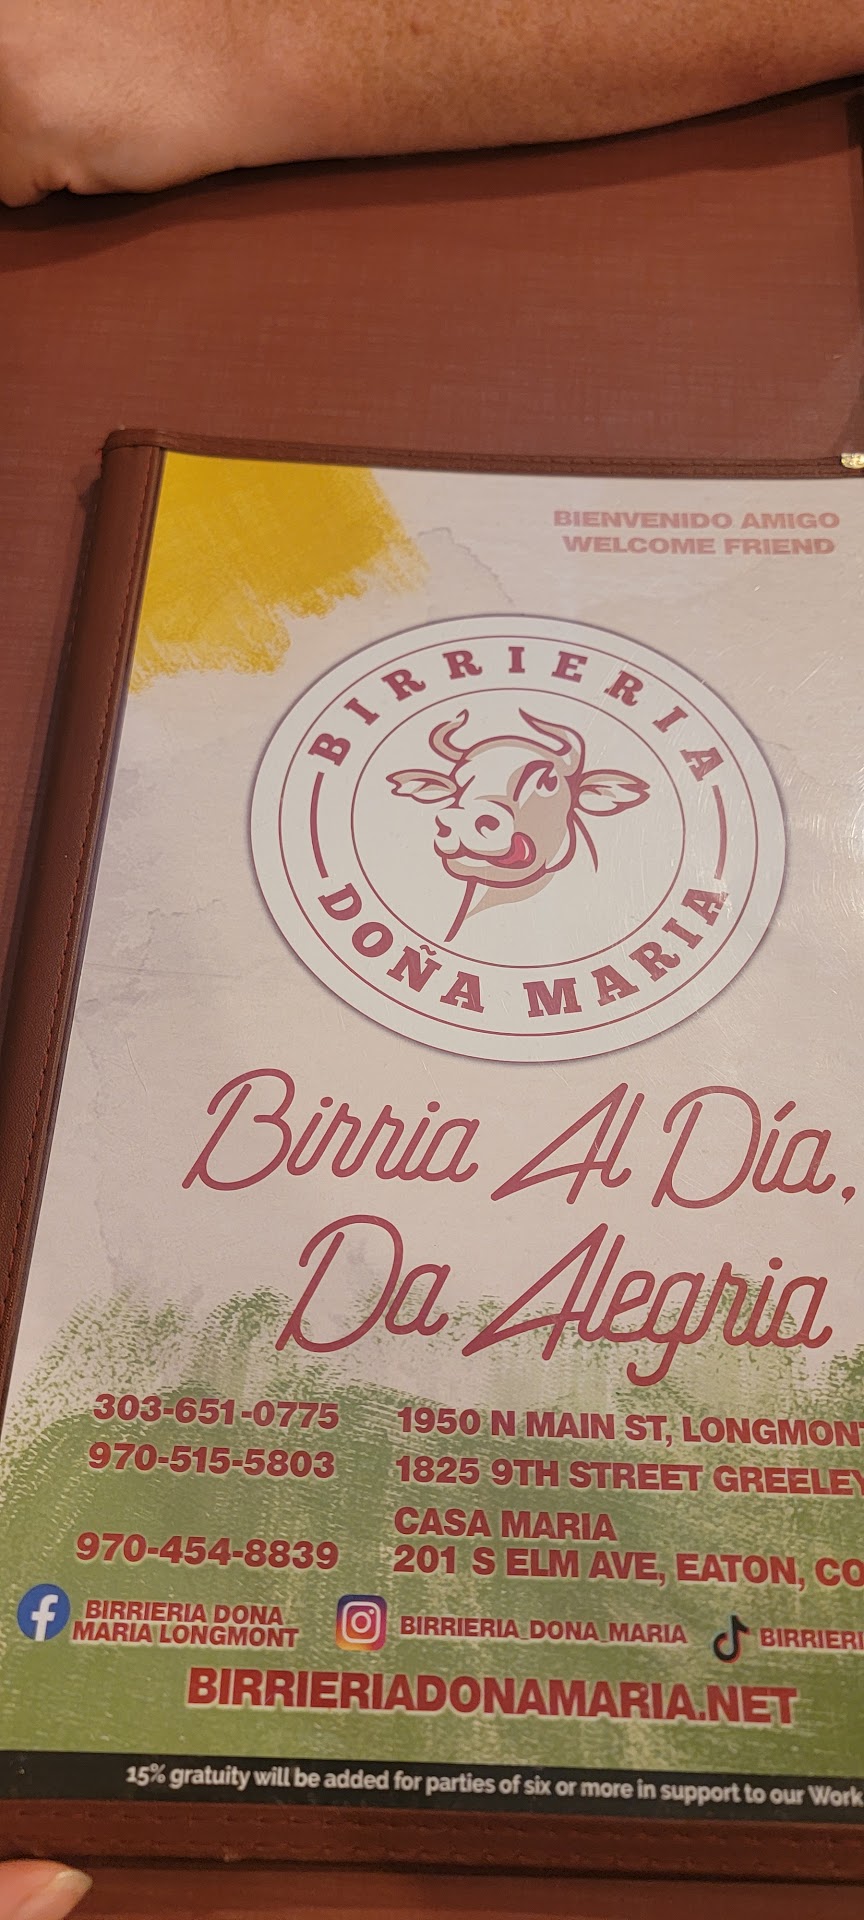 BIENVENIDO AMIGO
WELCOME FRIEND
BIRRIERIA
DOÑA MARIA
Birria Al Día,
Da Alegria
303-651-0775 1950 N MAIN ST, LONGMONT
970-515-5803 1825 9TH STREET GREELEY
CASA MARIA
970-454-8839 201 S ELM AVE, EATON, CO
BIRRIERIA DONA
MARIA LONGMONT
BIRRIERIA_DONA_MARIA
BIRRIERI
BIRRIERIADONAMARIA.NET
15% gratuity will be added for parties of six or more in support to our Work